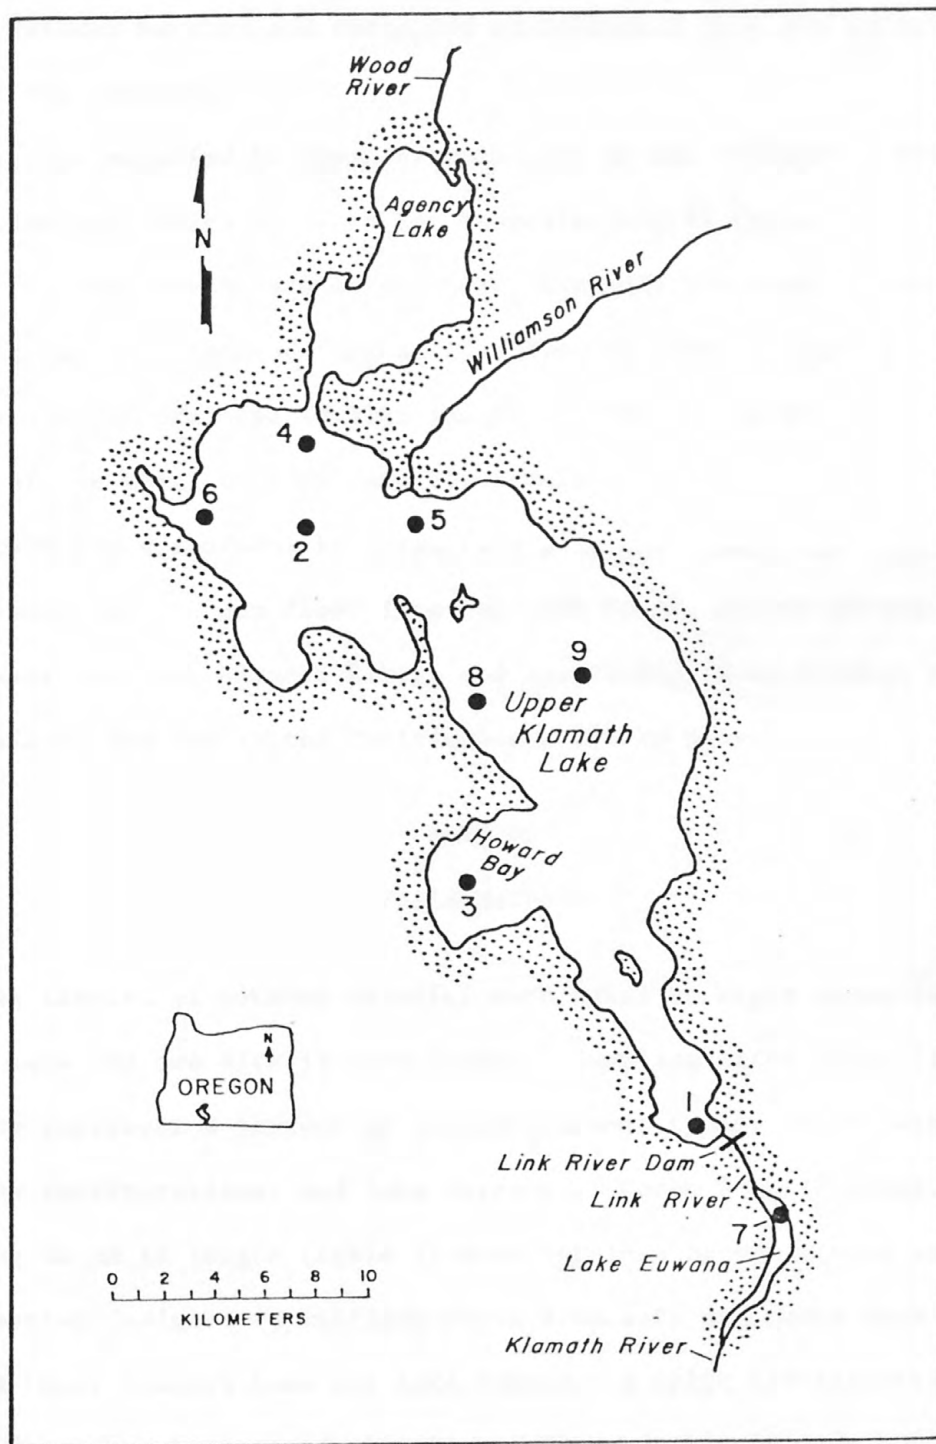 Wood
River
Agency
Lake
N
Williamson River
4
6
5
2
9
8
Upper
Klamath
Lake
Howard
Bay
3
N
OREGON
1
Link River Dam
Link River
7
Lake Euwana
0 2 4 6 8 10
KILOMETERS
Klamath River